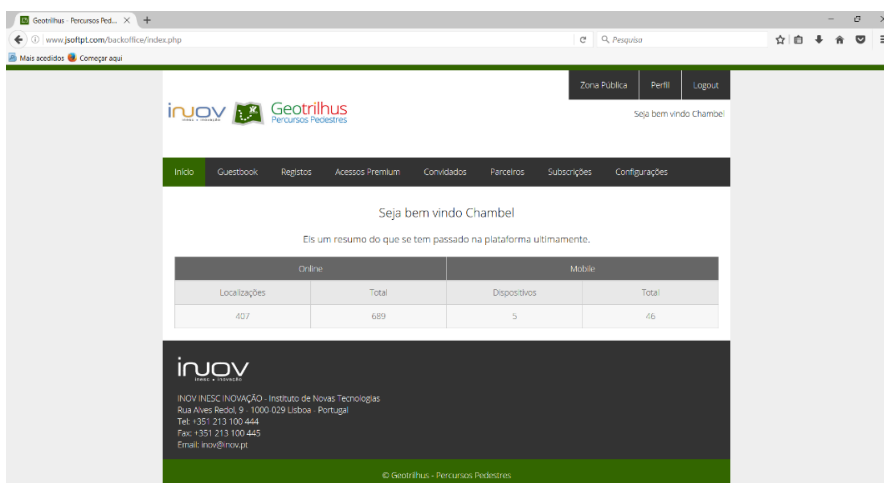 Geotrilhus - Percursos Ped...
www.jsoftpt.com/backoffice/index.php
Pesquisa
Mais acedidos Começar aqui
Zona Pública Perfil Logout
inov
inesc inovação
Geotrilhus
Percursos Pedestres
Seja bem vindo Chambel
Início Guestbook Registos Acessos Premium Convidados Parceiros Subscrições Configurações
Seja bem vindo Chambel
Eis um resumo do que se tem passado na plataforma ultimamente.
Online Mobile
Localizações Total Dispositivos Total
407 689 5 46
inov
inesc inovação
INOV INESC INOVAÇÃO - Instituto de Novas Tecnologias
Rua Alves Redol, 9 - 1000-029 Lisboa - Portugal
Tel: +351 213 100 444
Fax: +351 213 100 445
Email: inov@inov.pt
© Geotrilhus - Percursos Pedestres